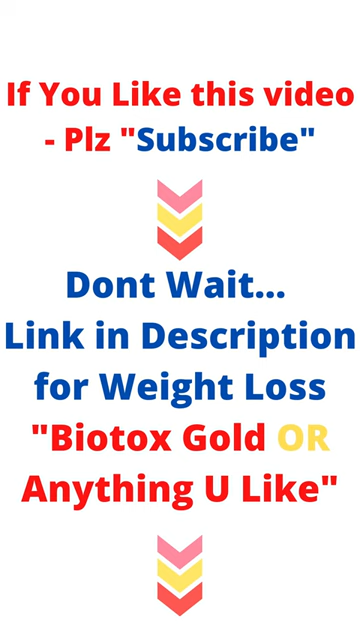 If You Like this video
- Plz "Subscribe"
Dont Wait...
Link in Description
for Weight Loss
"Biotox Gold OR
Anything U Like"